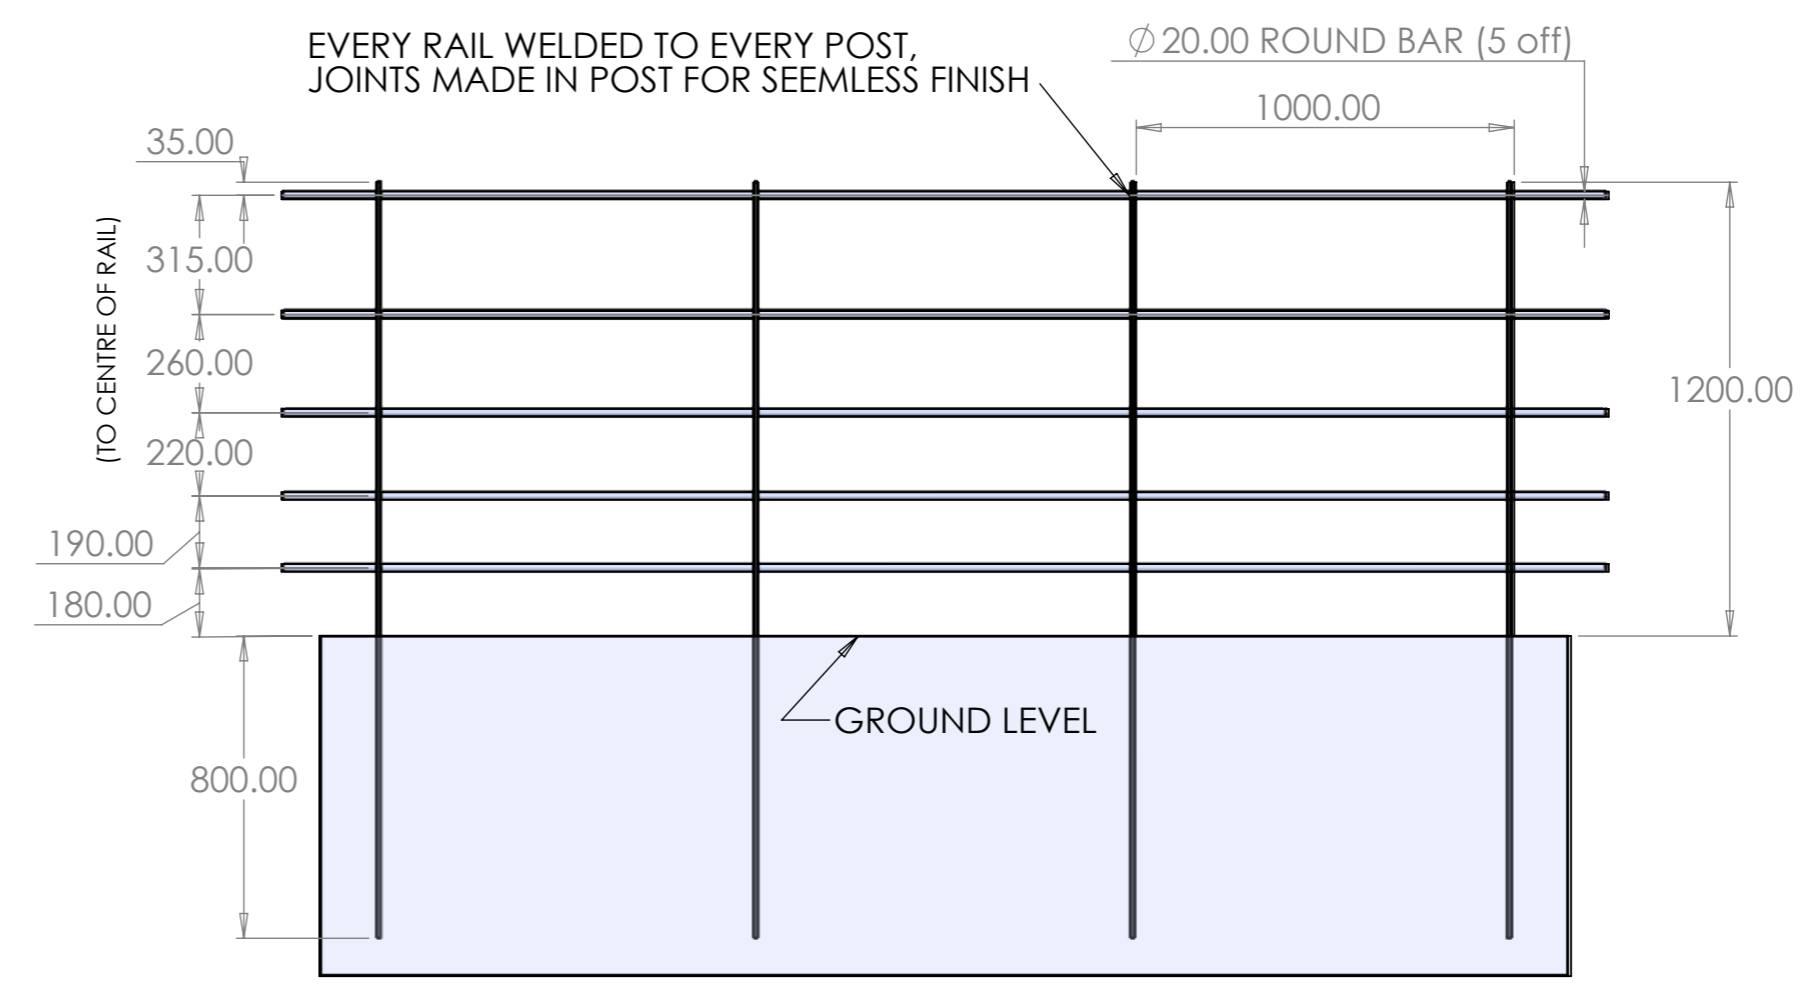 EVERY RAIL WELDED TO EVERY POST,
JOINTS MADE IN POST FOR SEEMLESS FINISH
⌀20.00 ROUND BAR (5 off)
1000.00
35.00
315.00
(TO CENTRE OF RAIL)
260.00
1200.00
220.00
190.00
180.00
GROUND LEVEL
800.00